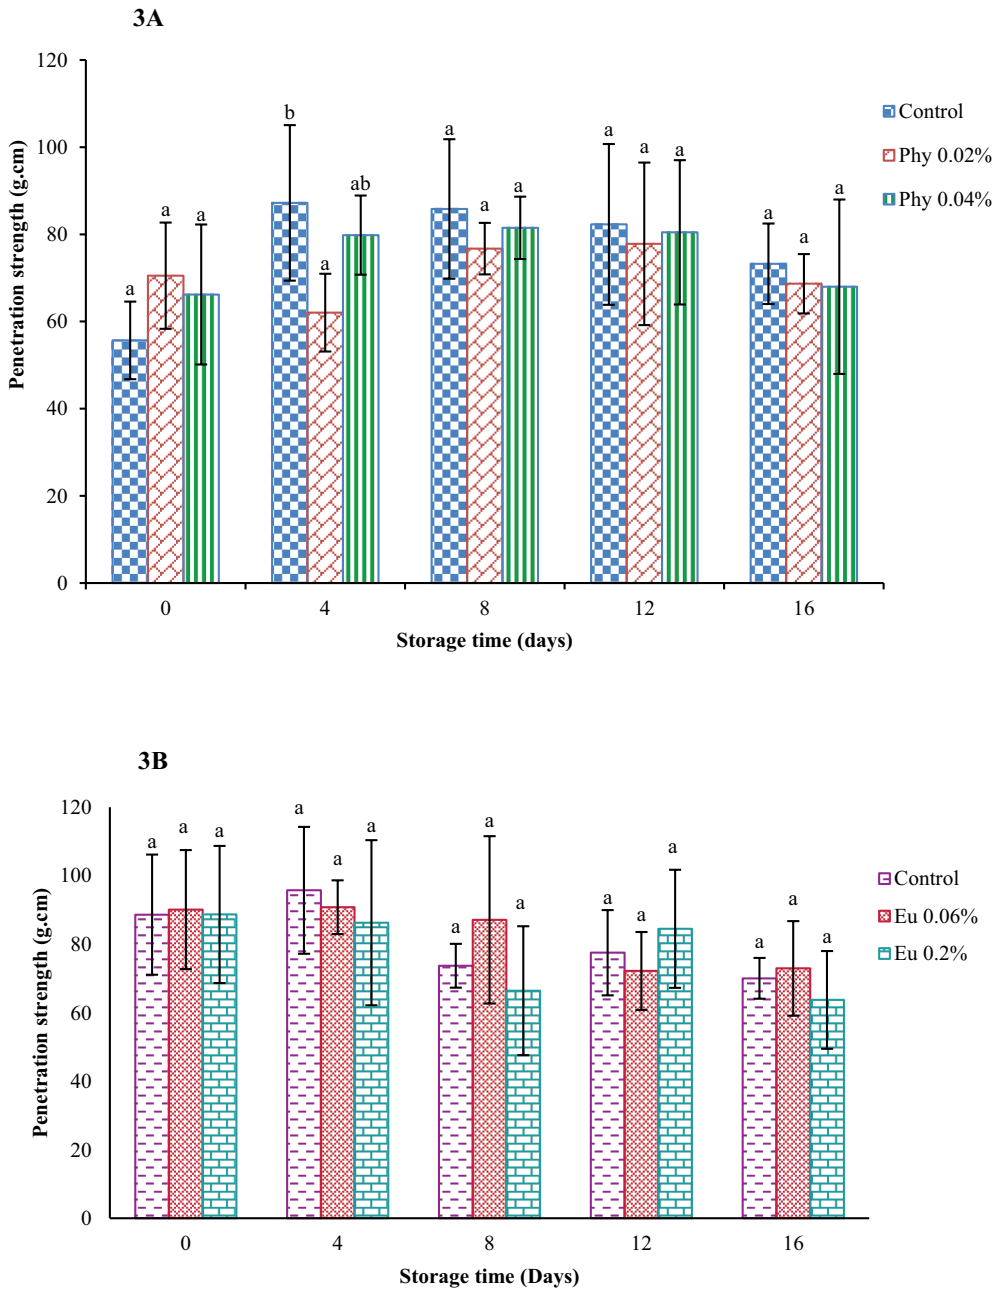 3A
120
100
80
60
40
20
0
Penetration strength (g.cm)
a a a
b a ab
a a a
a a a
a a a
0 4 8 12 16
Storage time (days)
Control
Phy 0.02%
Phy 0.04%
3B
120
100
80
60
40
20
0
Penetration strength (g.cm)
a a a
a a a
a a a
a a a
a a a
0 4 8 12 16
Storage time (Days)
Control
Eu 0.06%
Eu 0.2%